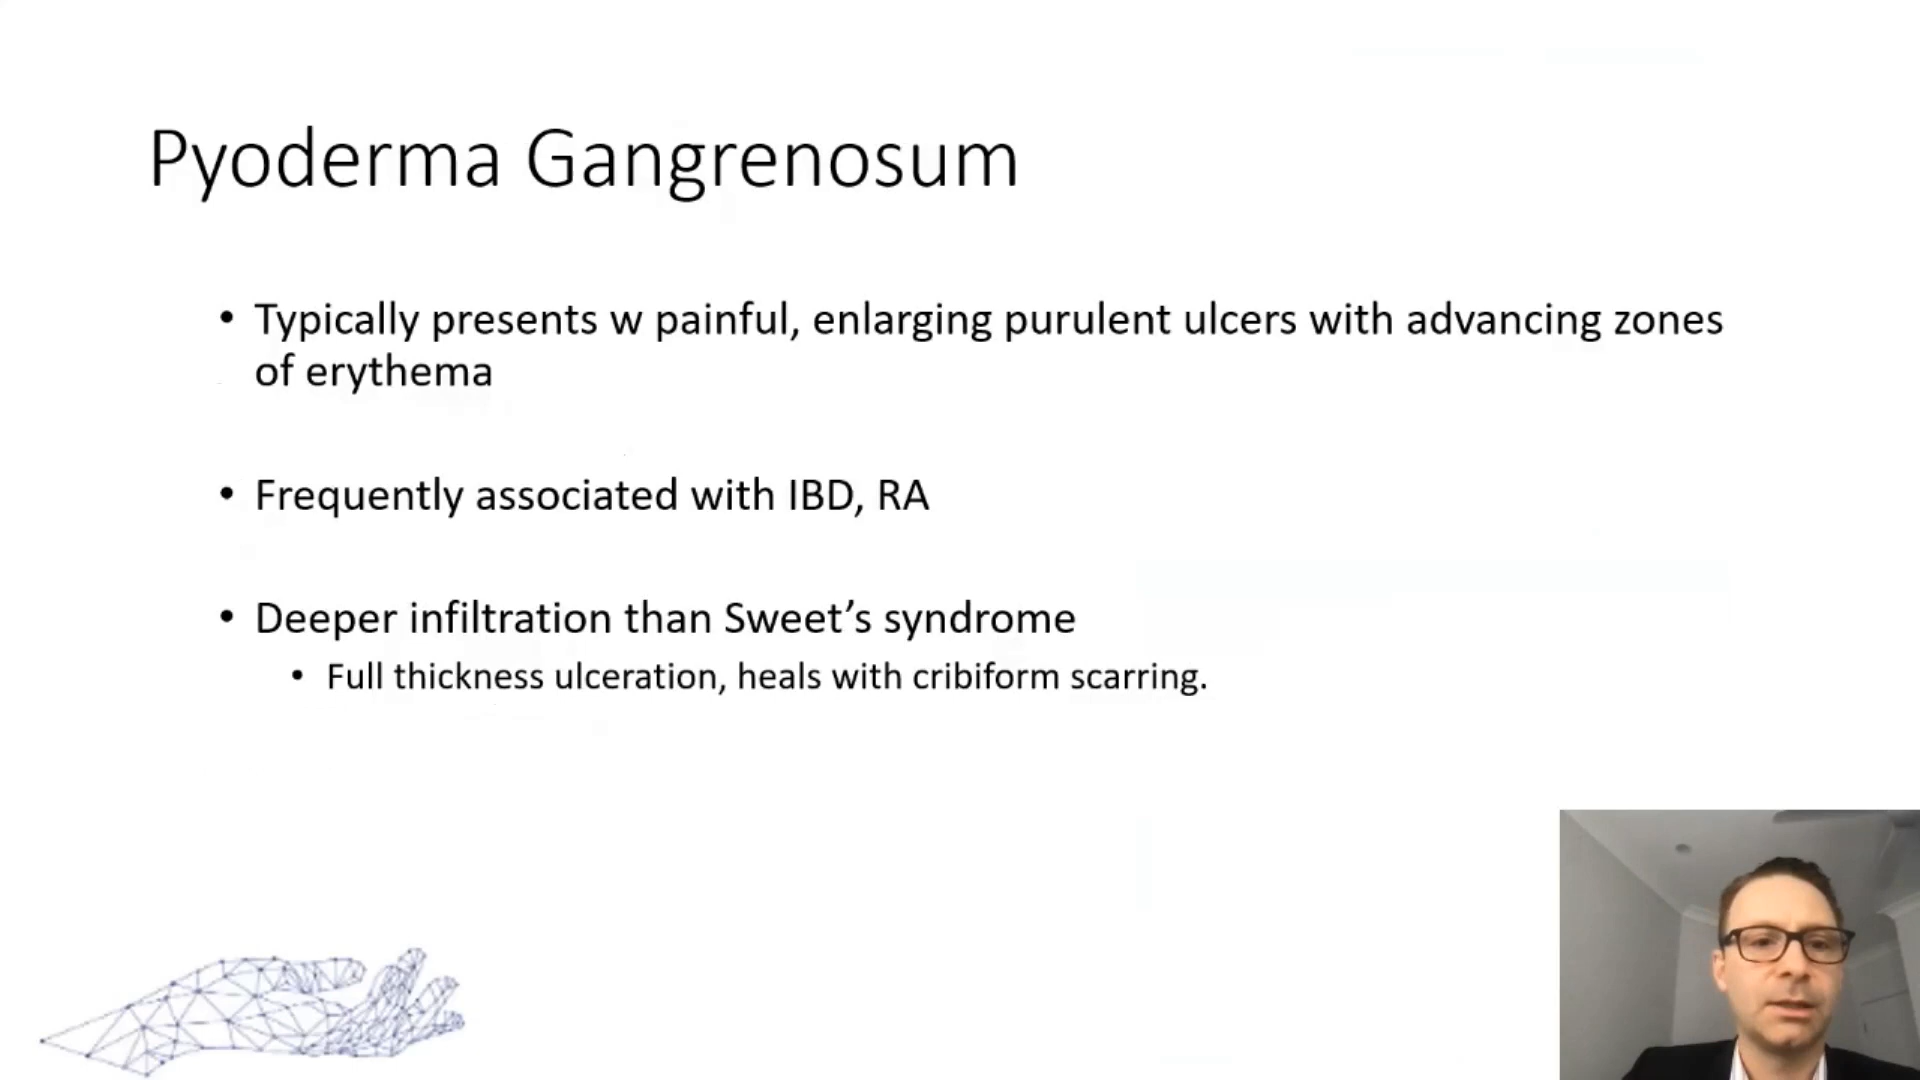 Pyoderma Gangrenosum
• Typically presents w painful, enlarging purulent ulcers with advancing zones
of erythema
• Frequently associated with IBD, RA
• Deeper infiltration than Sweet’s syndrome
• Full thickness ulceration, heals with cribiform scarring.